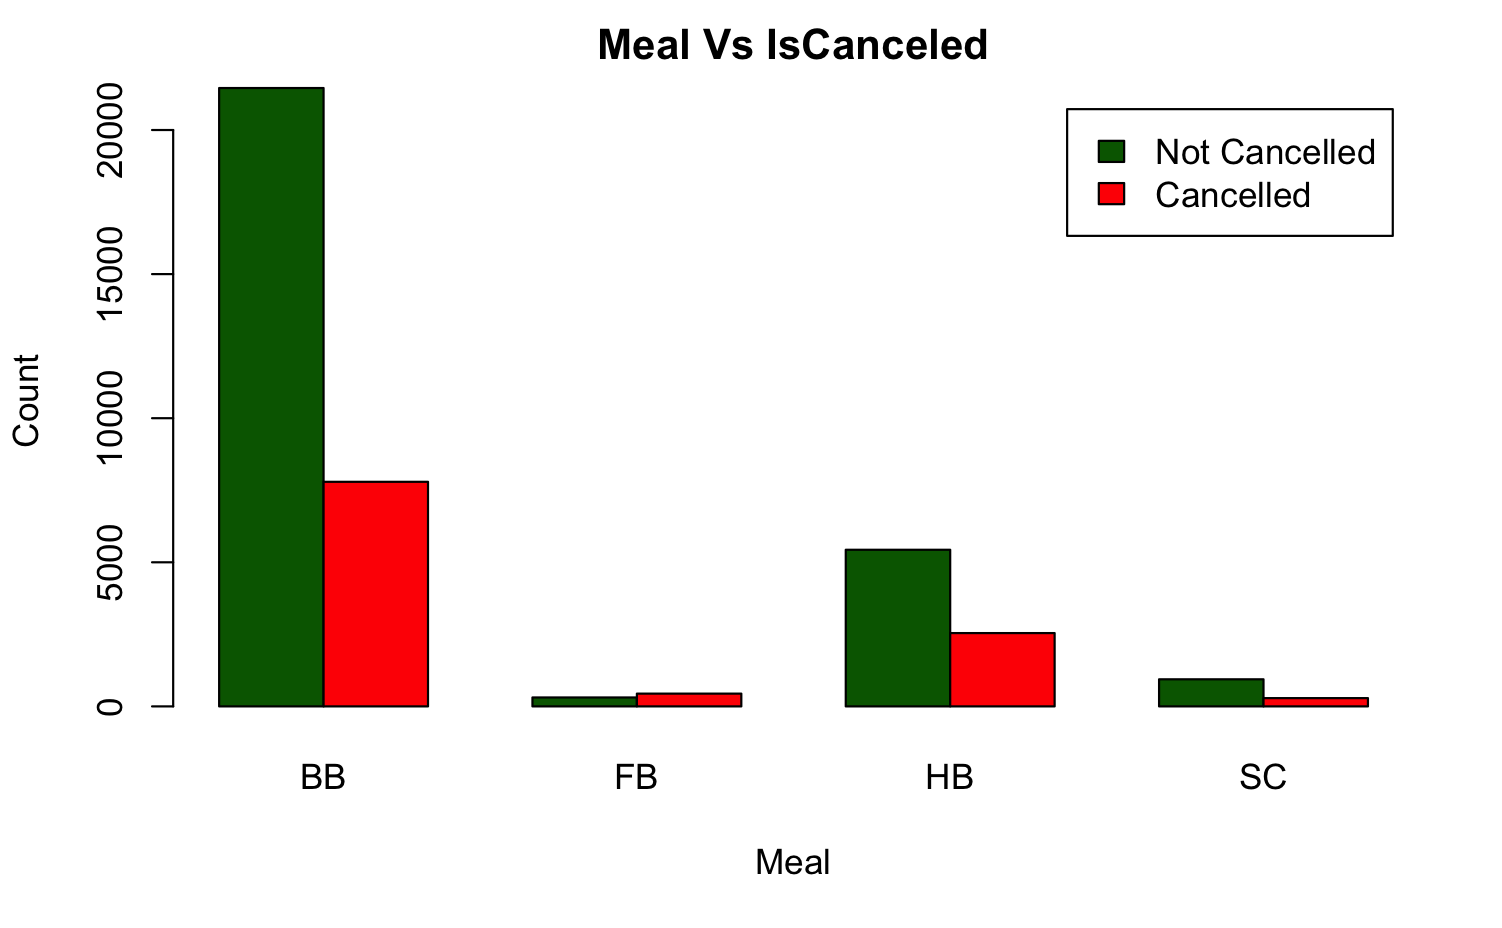 Meal Vs IsCanceled
Not Cancelled
Cancelled
Count
20000
15000
10000
5000
0
BB FB HB SC
Meal